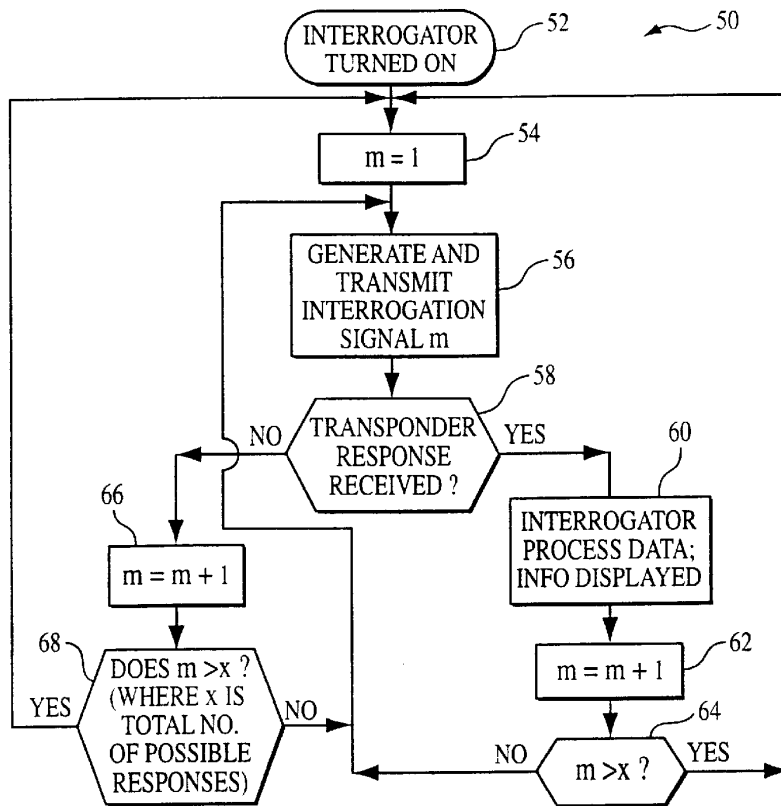 INTERROGATOR
TURNED ON
52
50
m = 1
54
GENERATE AND
TRANSMIT
INTERROGATION
SIGNAL m
56
58
NO
TRANSPONDER
RESPONSE
RECEIVED ?
YES
60
INTERROGATOR
PROCESS DATA;
INFO DISPLAYED
66
m = m + 1
m = m + 1
62
68
DOES m >x ?
(WHERE x IS
TOTAL NO.
OF POSSIBLE
RESPONSES)
YES
NO
64
NO
m >x ?
YES